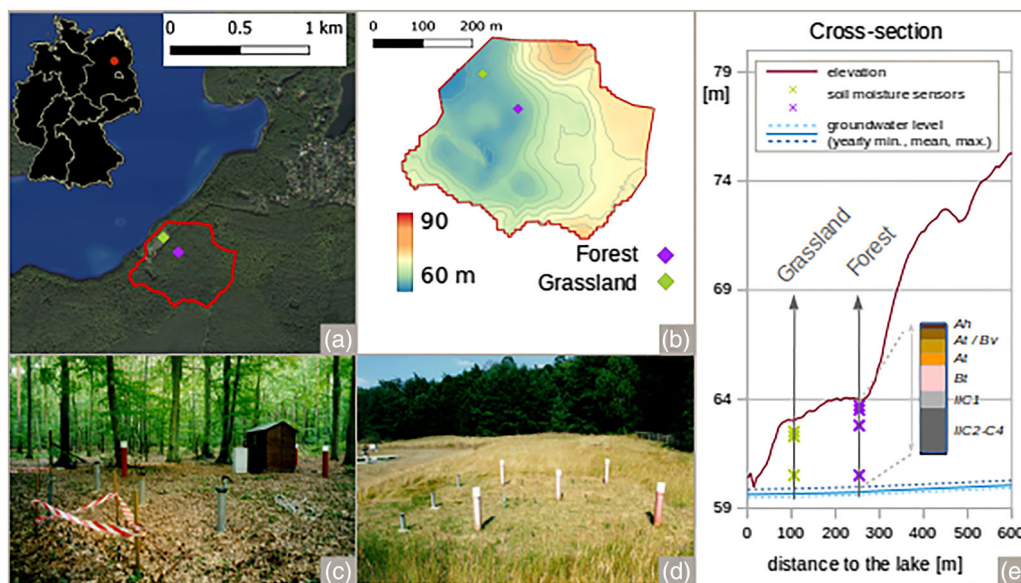 0 0.5 1 km
(a)
0 100 200 m
90
60 m
Forest
Grassland
(b)
(c)
(d)
Cross-section
79
[m]
74
69
64
59
elevation
soil moisture sensors
groundwater level
(yearly min., mean, max.)
Grassland
Forest
Ah
At / Bv
At
Bt
IIC1
IIC2-C4
0 100 200 300 400 500 600
distance to the lake [m]
(e)